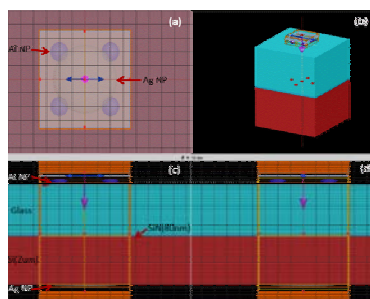 (a)
(b)
Al NP
Ag NP
(c)
(d
Al NP
Glass
SiN(80nm)
Si(2um)
Ag NP